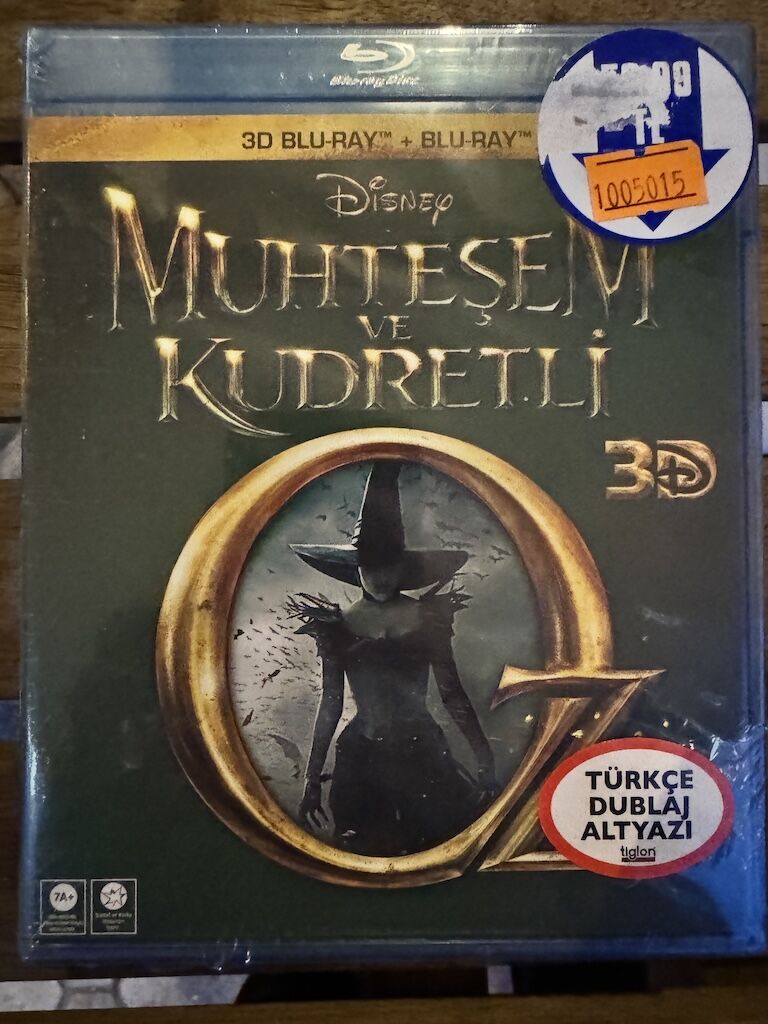 Blu-ray Disc
3D BLU-RAY™ + BLU-RAY™
TL
1005015
DISNEY
MUHTEŞEM
VE
KUDRETLİ
3D
OZ
TÜRKÇE
DUBLAJ
ALTYAZI
tiglon
7A+